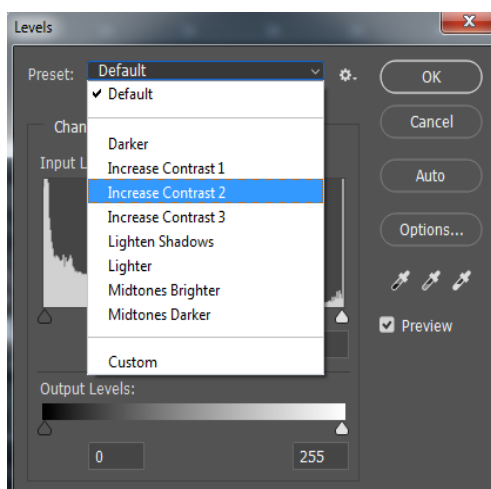 Levels
Preset: Default
OK
✓ Default
Cancel
Chan
Darker
Input L
Increase Contrast 1
Auto
Increase Contrast 2
Increase Contrast 3
Options...
Lighten Shadows
Lighter
Midtones Brighter
Midtones Darker
Preview
Custom
Output Levels:
0 255